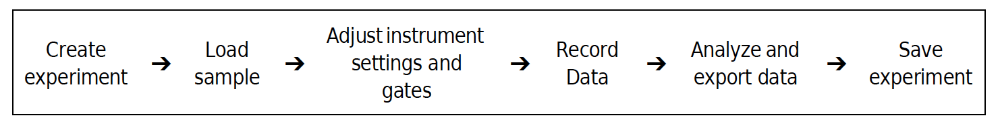 Create
experiment
➔
Load
sample
➔
Adjust instrument
settings and
gates
➔
Record
Data
➔
Analyze and
export data
➔
Save
experiment